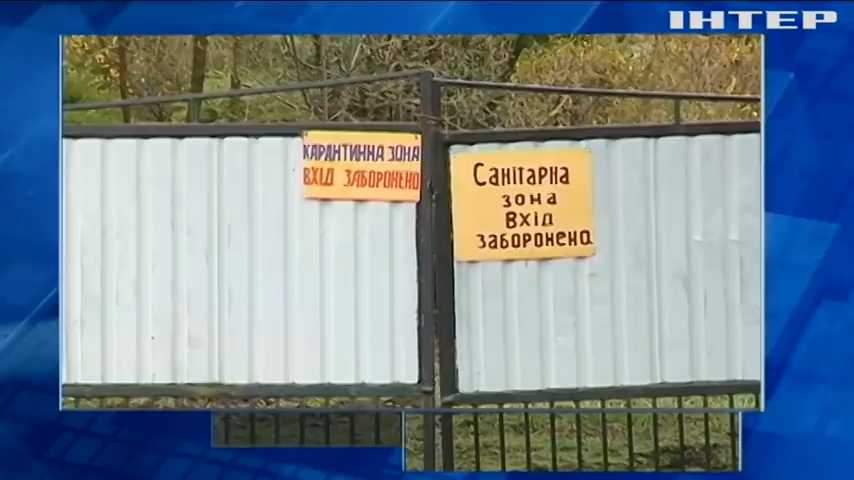 ІНТЕР
КАРАНТИННА ЗОНА
ВХІД ЗАБОРОНЕНО
Санітарна
зона
Вхід
заборонено